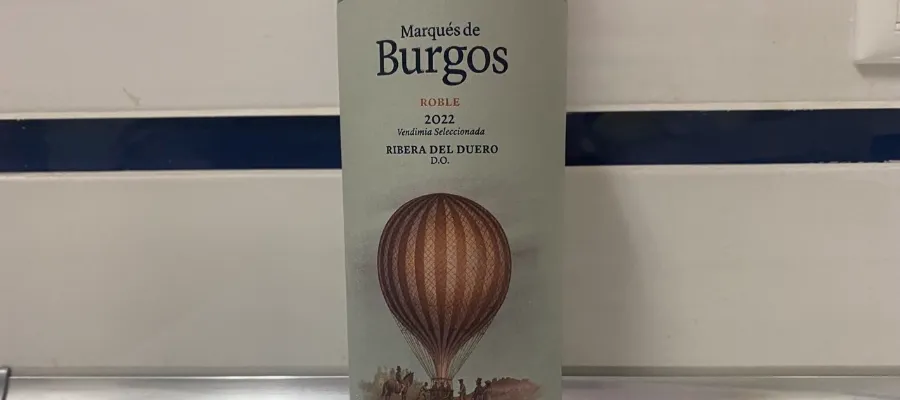 Marqués de
Burgos
ROBLE
2022
Vendimia Seleccionada
RIBERA DEL DUERO
D.O.